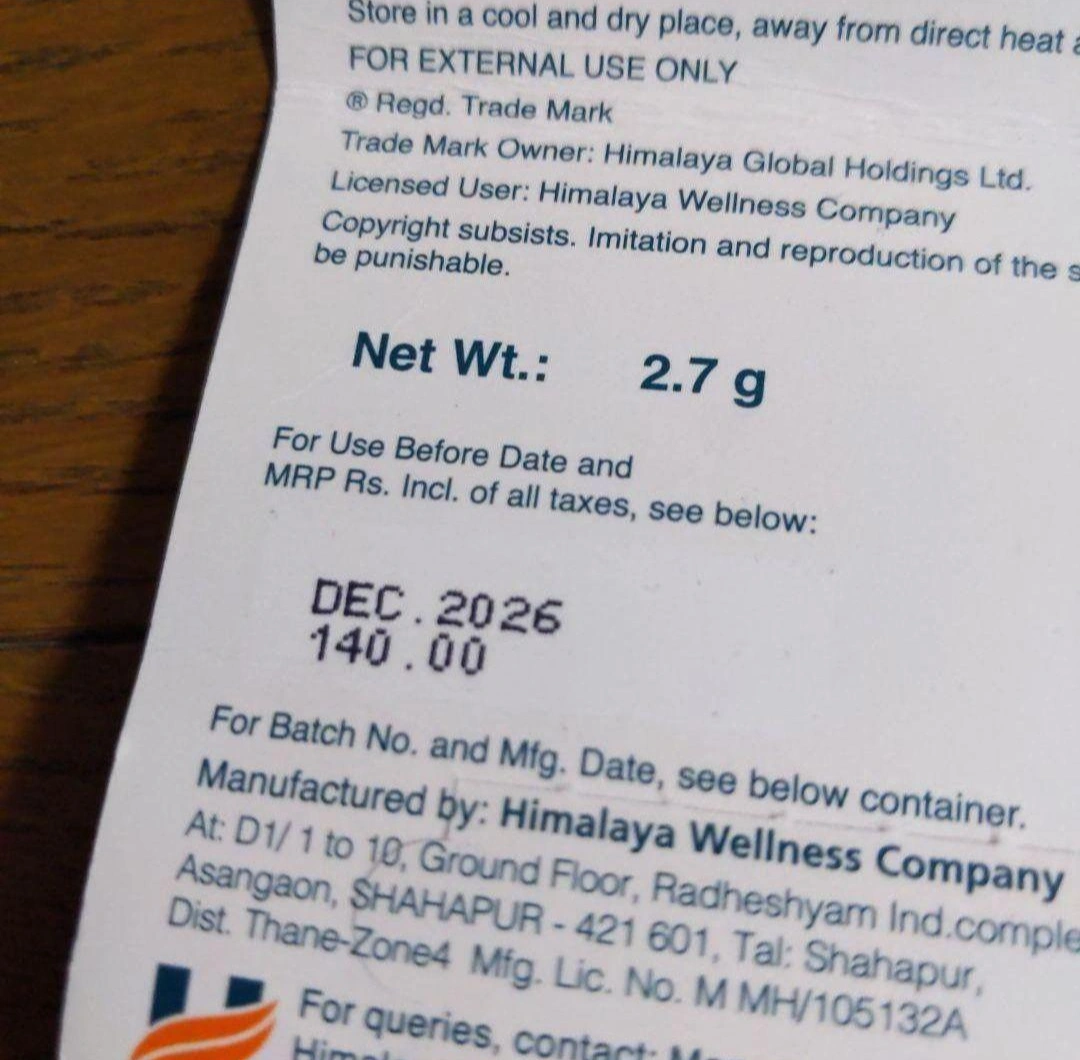 Store in a cool and dry place, away from direct heat
FOR EXTERNAL USE ONLY
® Regd. Trade Mark
Trade Mark Owner: Himalaya Global Holdings Ltd.
Licensed User: Himalaya Wellness Company
Copyright subsists. Imitation and reproduction of the
be punishable.
Net Wt.: 2.7 g
For Use Before Date and
MRP Rs. Incl. of all taxes, see below:
DEC.2026
140.00
For Batch No. and Mfg. Date, see below container.
Manufactured by: Himalaya Wellness Company
At: D1/ 1 to 10, Ground Floor, Radheshyam Ind.comple
Asangaon, SHAHAPUR - 421 601, Tal: Shahapur,
Dist. Thane-Zone4 Mfg. Lic. No. M MH/105132A
For queries, contact: